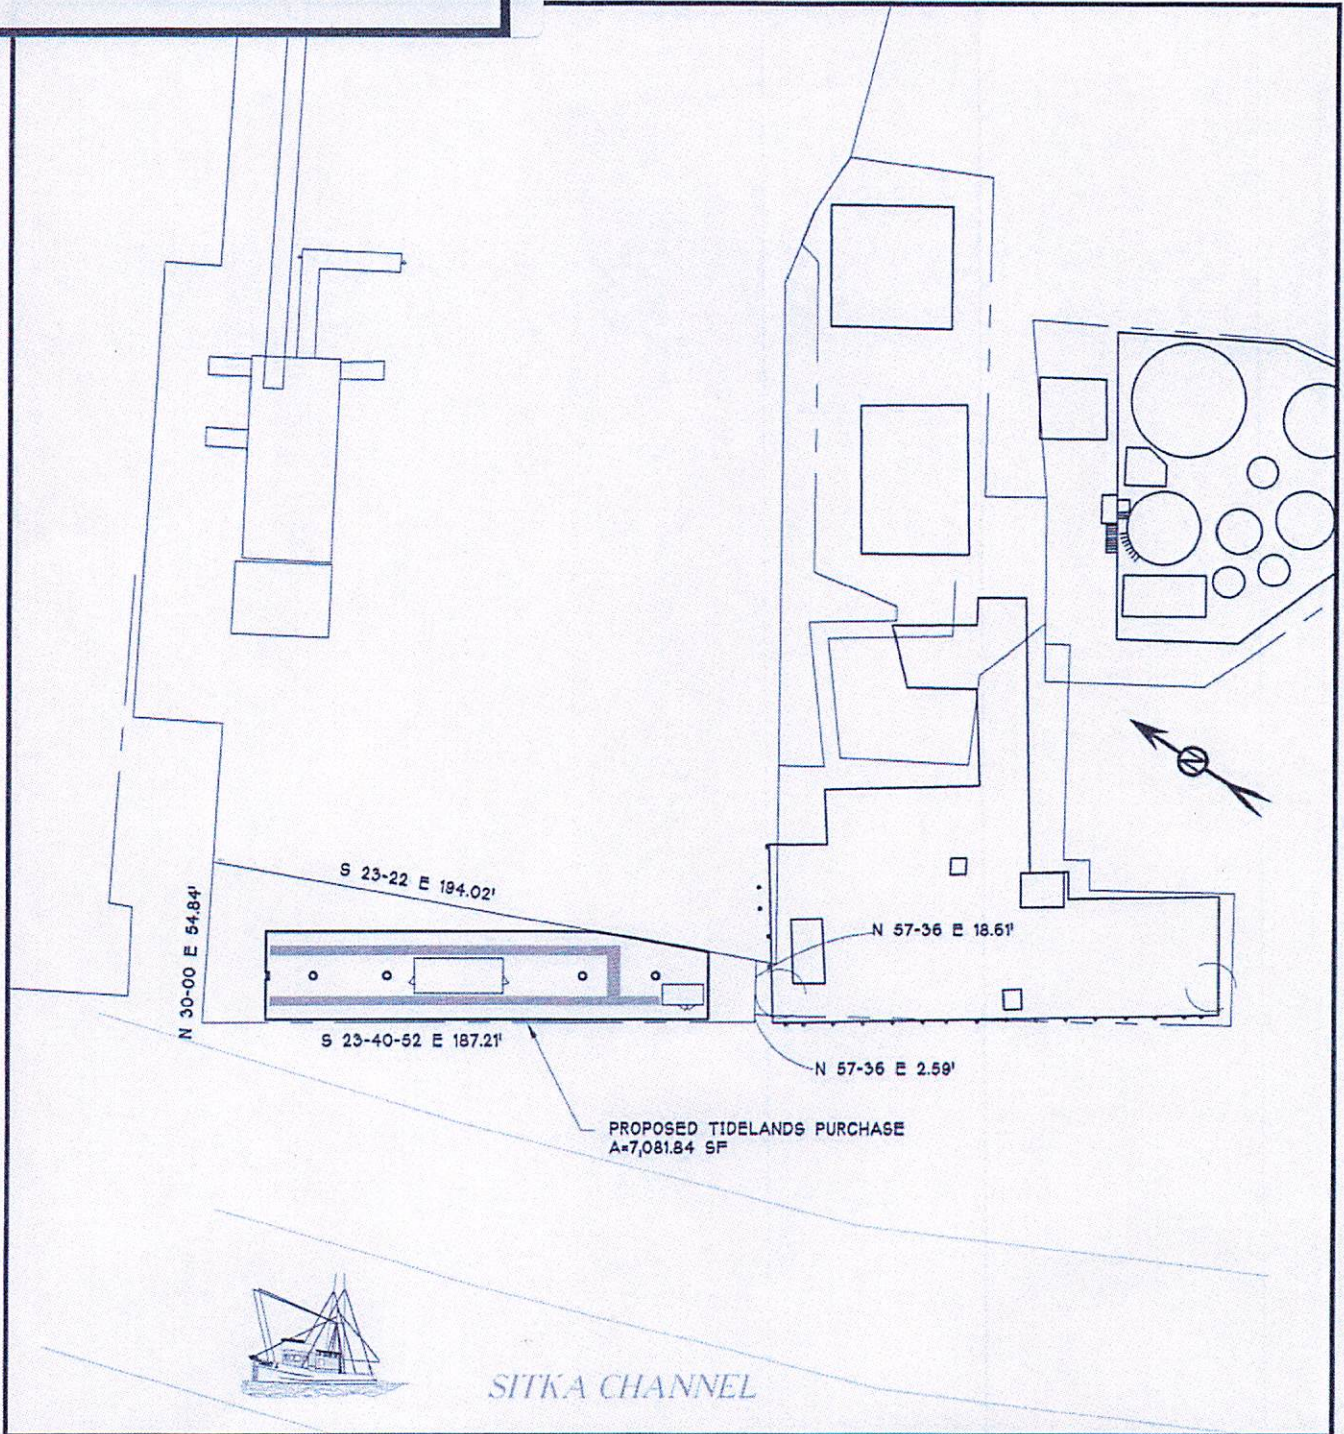 S 23-22 E 194.02'
N 30-00 E 54.84'
N 57-36 E 18.61'
S 23-40-52 E 187.21'
N 57-36 E 2.59'
PROPOSED TIDELANDS PURCHASE
A=7,081.84 SF
N
SITKA CHANNEL